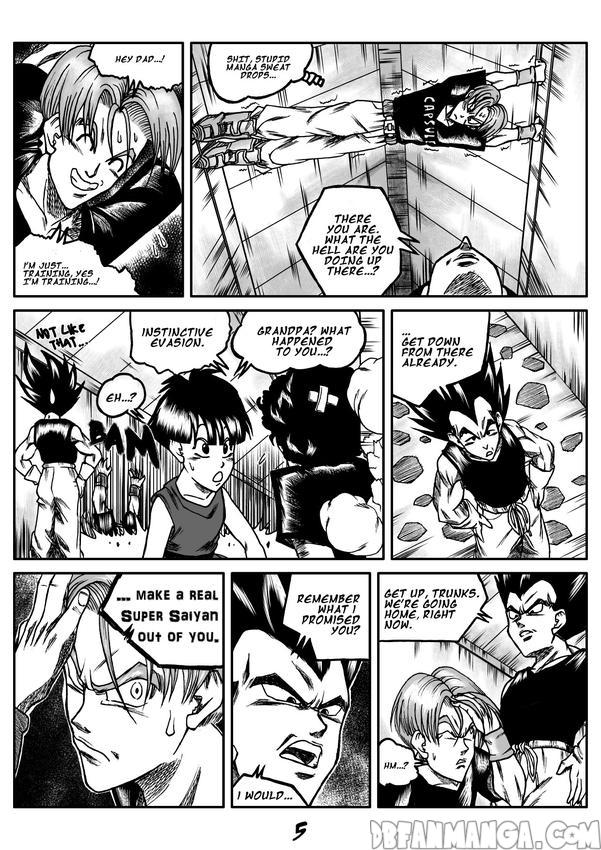 THERE
YOU ARE.
WHAT THE
HELL ARE YOU
DOING UP
THERE...?
SHIT, STUPID
MANGA SWEAT
DROPS...
CAPSUL
HEY DAD...!
I'M JUST...
TRAINING, YES
I'M TRAINING...!
...
GET DOWN
FROM THERE
ALREADY.
GRANDPA? WHAT
HAPPENED
TO YOU...?
INSTINCTIVE
EVASION.
EH...?
BAM
NOT LIKE
THAT...
GET UP, TRUNKS.
WE'RE GOING
HOME, RIGHT
NOW.
HM...?
REMEMBER
WHAT I
PROMISED
YOU?
I WOULD...
... MAKE A REAL
SUPER SAIYAN
OUT OF YOU.
5
DBFANMANGA.COM